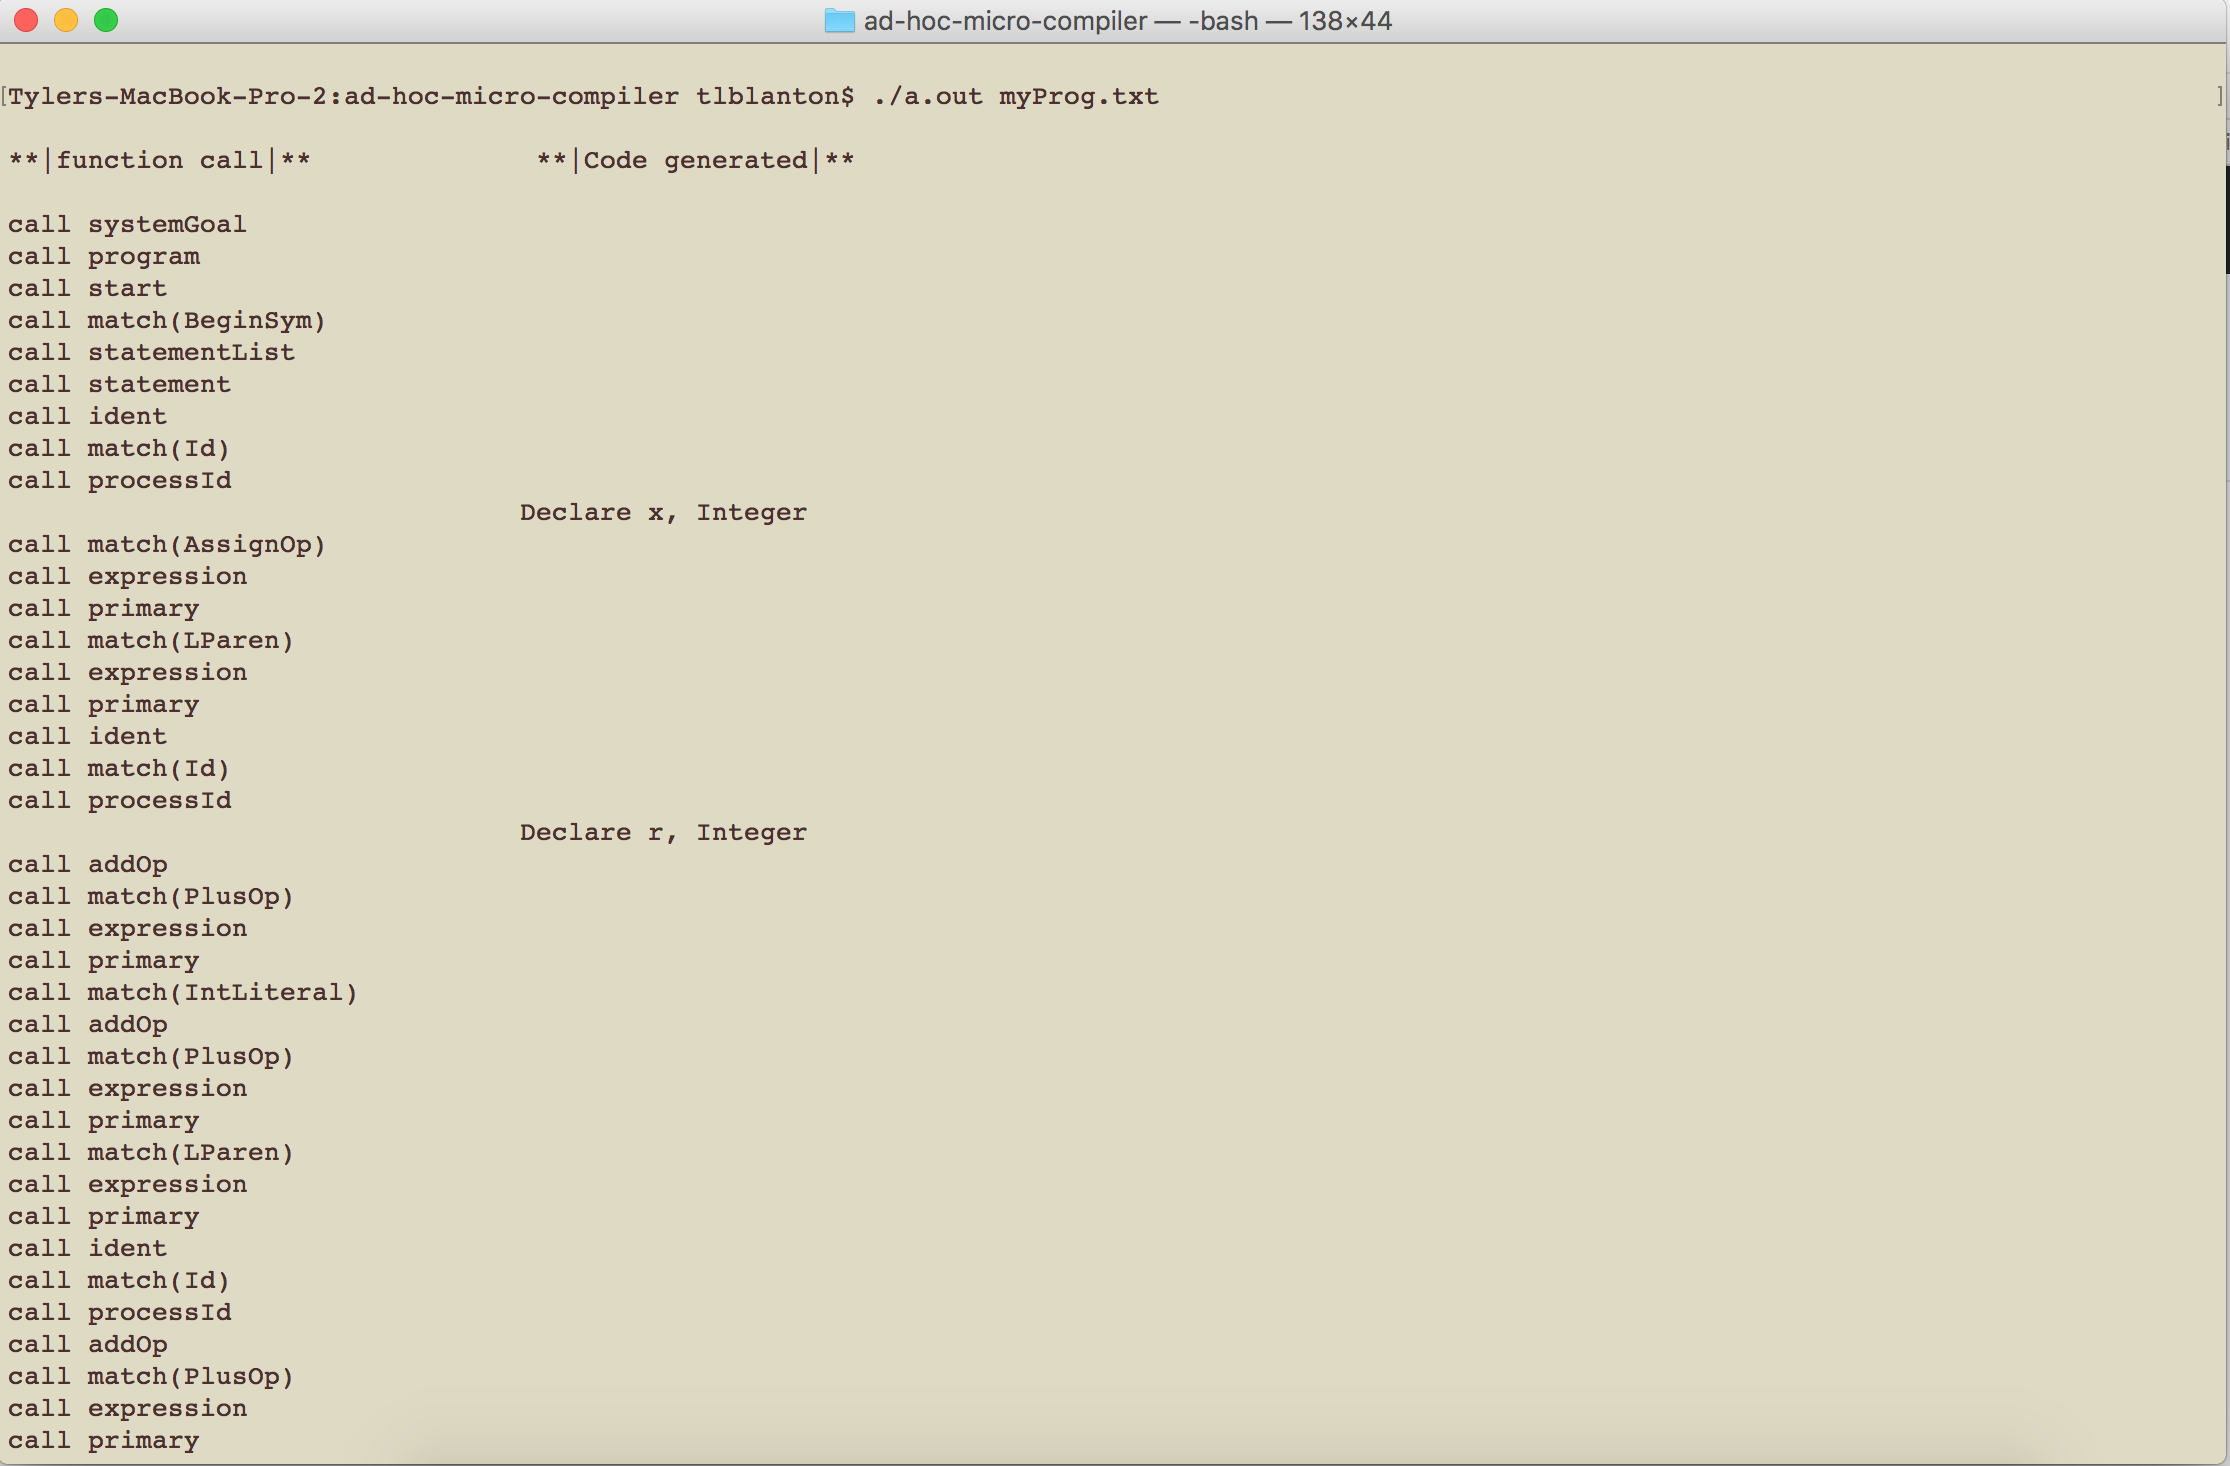 ad-hoc-micro-compiler — -bash — 138×44
[Tylers-MacBook-Pro-2:ad-hoc-micro-compiler tlblanton$ ./a.out myProg.txt ]
**|function call|** **|Code generated|**
call systemGoal
call program
call start
call match(BeginSym)
call statementList
call statement
call ident
call match(Id)
call processId
Declare x, Integer
call match(AssignOp)
call expression
call primary
call match(LParen)
call expression
call primary
call ident
call match(Id)
call processId
Declare r, Integer
call addOp
call match(PlusOp)
call expression
call primary
call match(IntLiteral)
call addOp
call match(PlusOp)
call expression
call primary
call match(LParen)
call expression
call primary
call ident
call match(Id)
call processId
call addOp
call match(PlusOp)
call expression
call primary